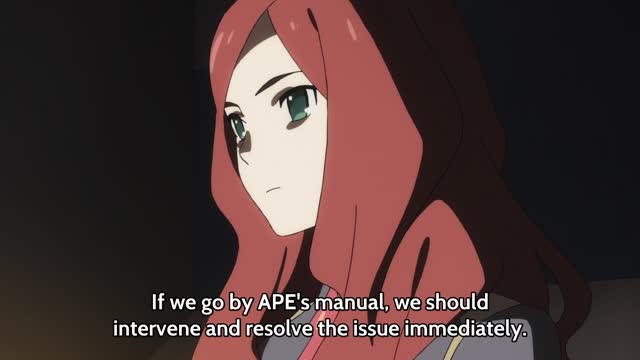 If we go by APE's manual, we should
intervene and resolve the issue immediately.